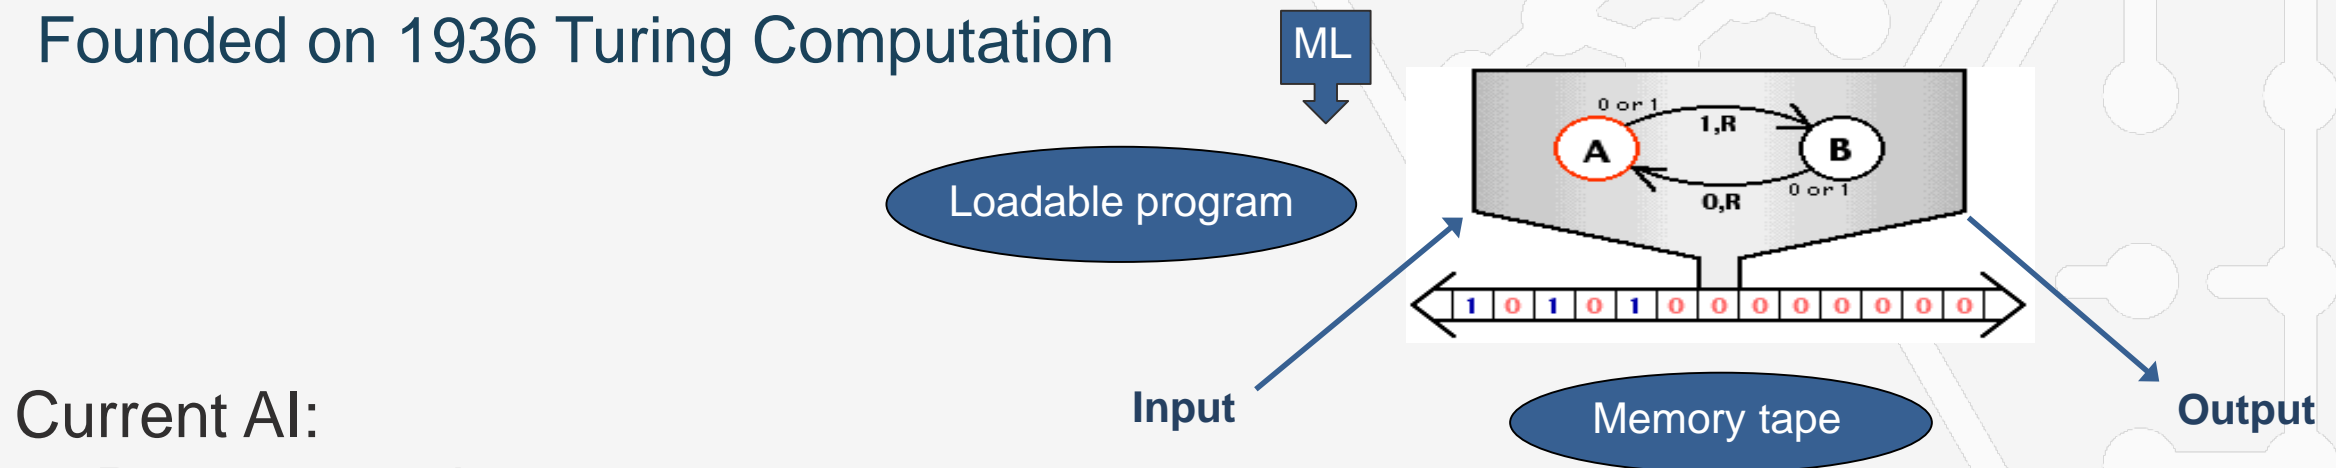 Founded on 1936 Turing Computation
ML
0 or 1
1,R
A
B
Loadable program
0 or 1
0,R
1 0 1 0 1 0 0 0 0 0 0 0 0
Input
Memory tape
Output
Current AI: